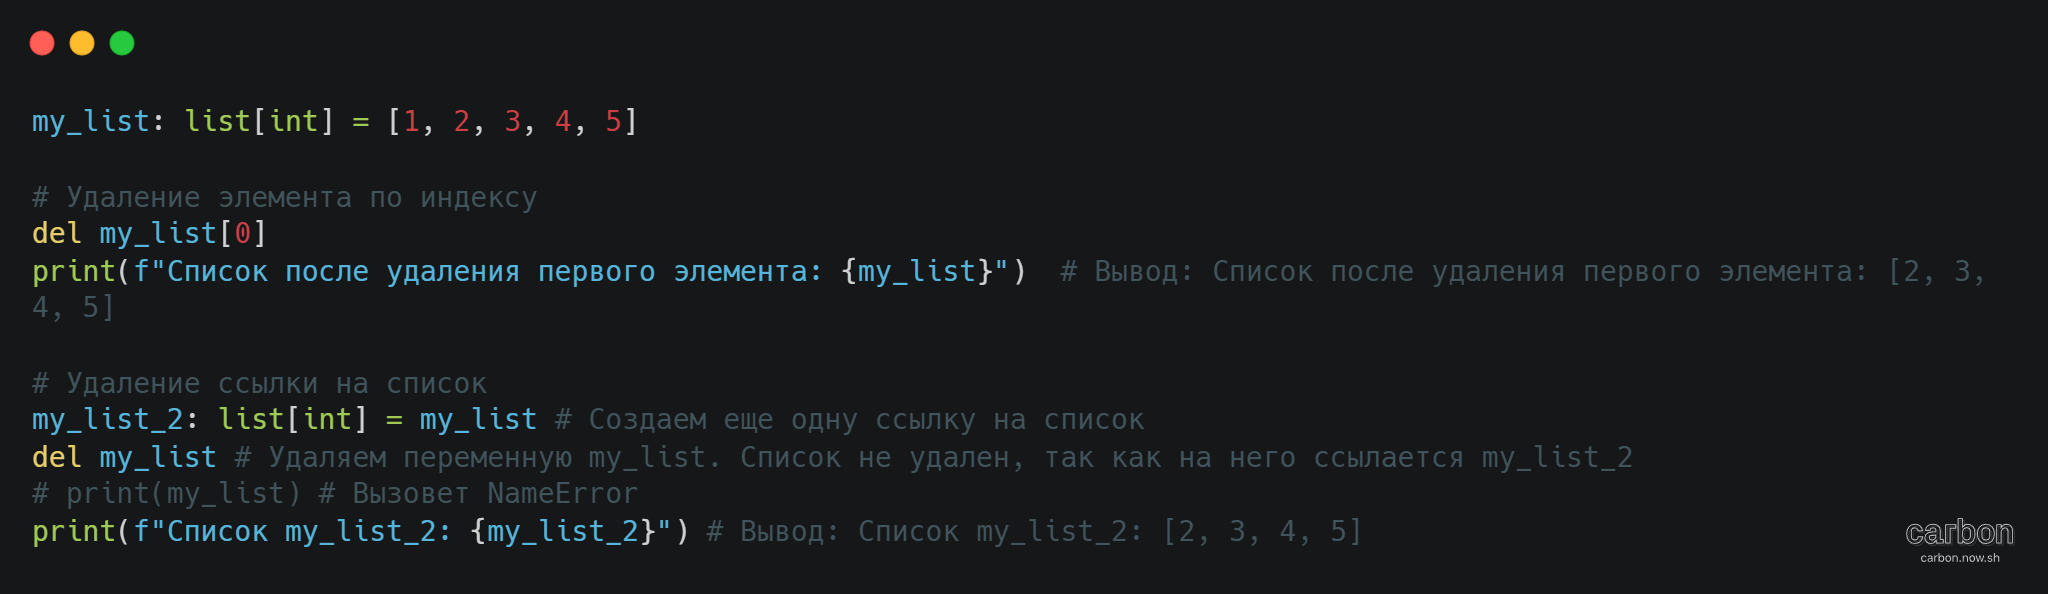 my_list: list[int] = [1, 2, 3, 4, 5]
# Удаление элемента по индексу
del my_list[0]
print(f"Список после удаления первого элемента: {my_list}")  # Вывод: Список после удаления первого элемента: [2, 3,
4, 5]
# Удаление ссылки на список
my_list_2: list[int] = my_list # Создаем еще одну ссылку на список
del my_list # Удаляем переменную my_list. Список не удален, так как на него ссылается my_list_2
# print(my_list) # Вызовет NameError
print(f"Список my_list_2: {my_list_2}") # Вывод: Список my_list_2: [2, 3, 4, 5]
carbon
carbon.now.sh